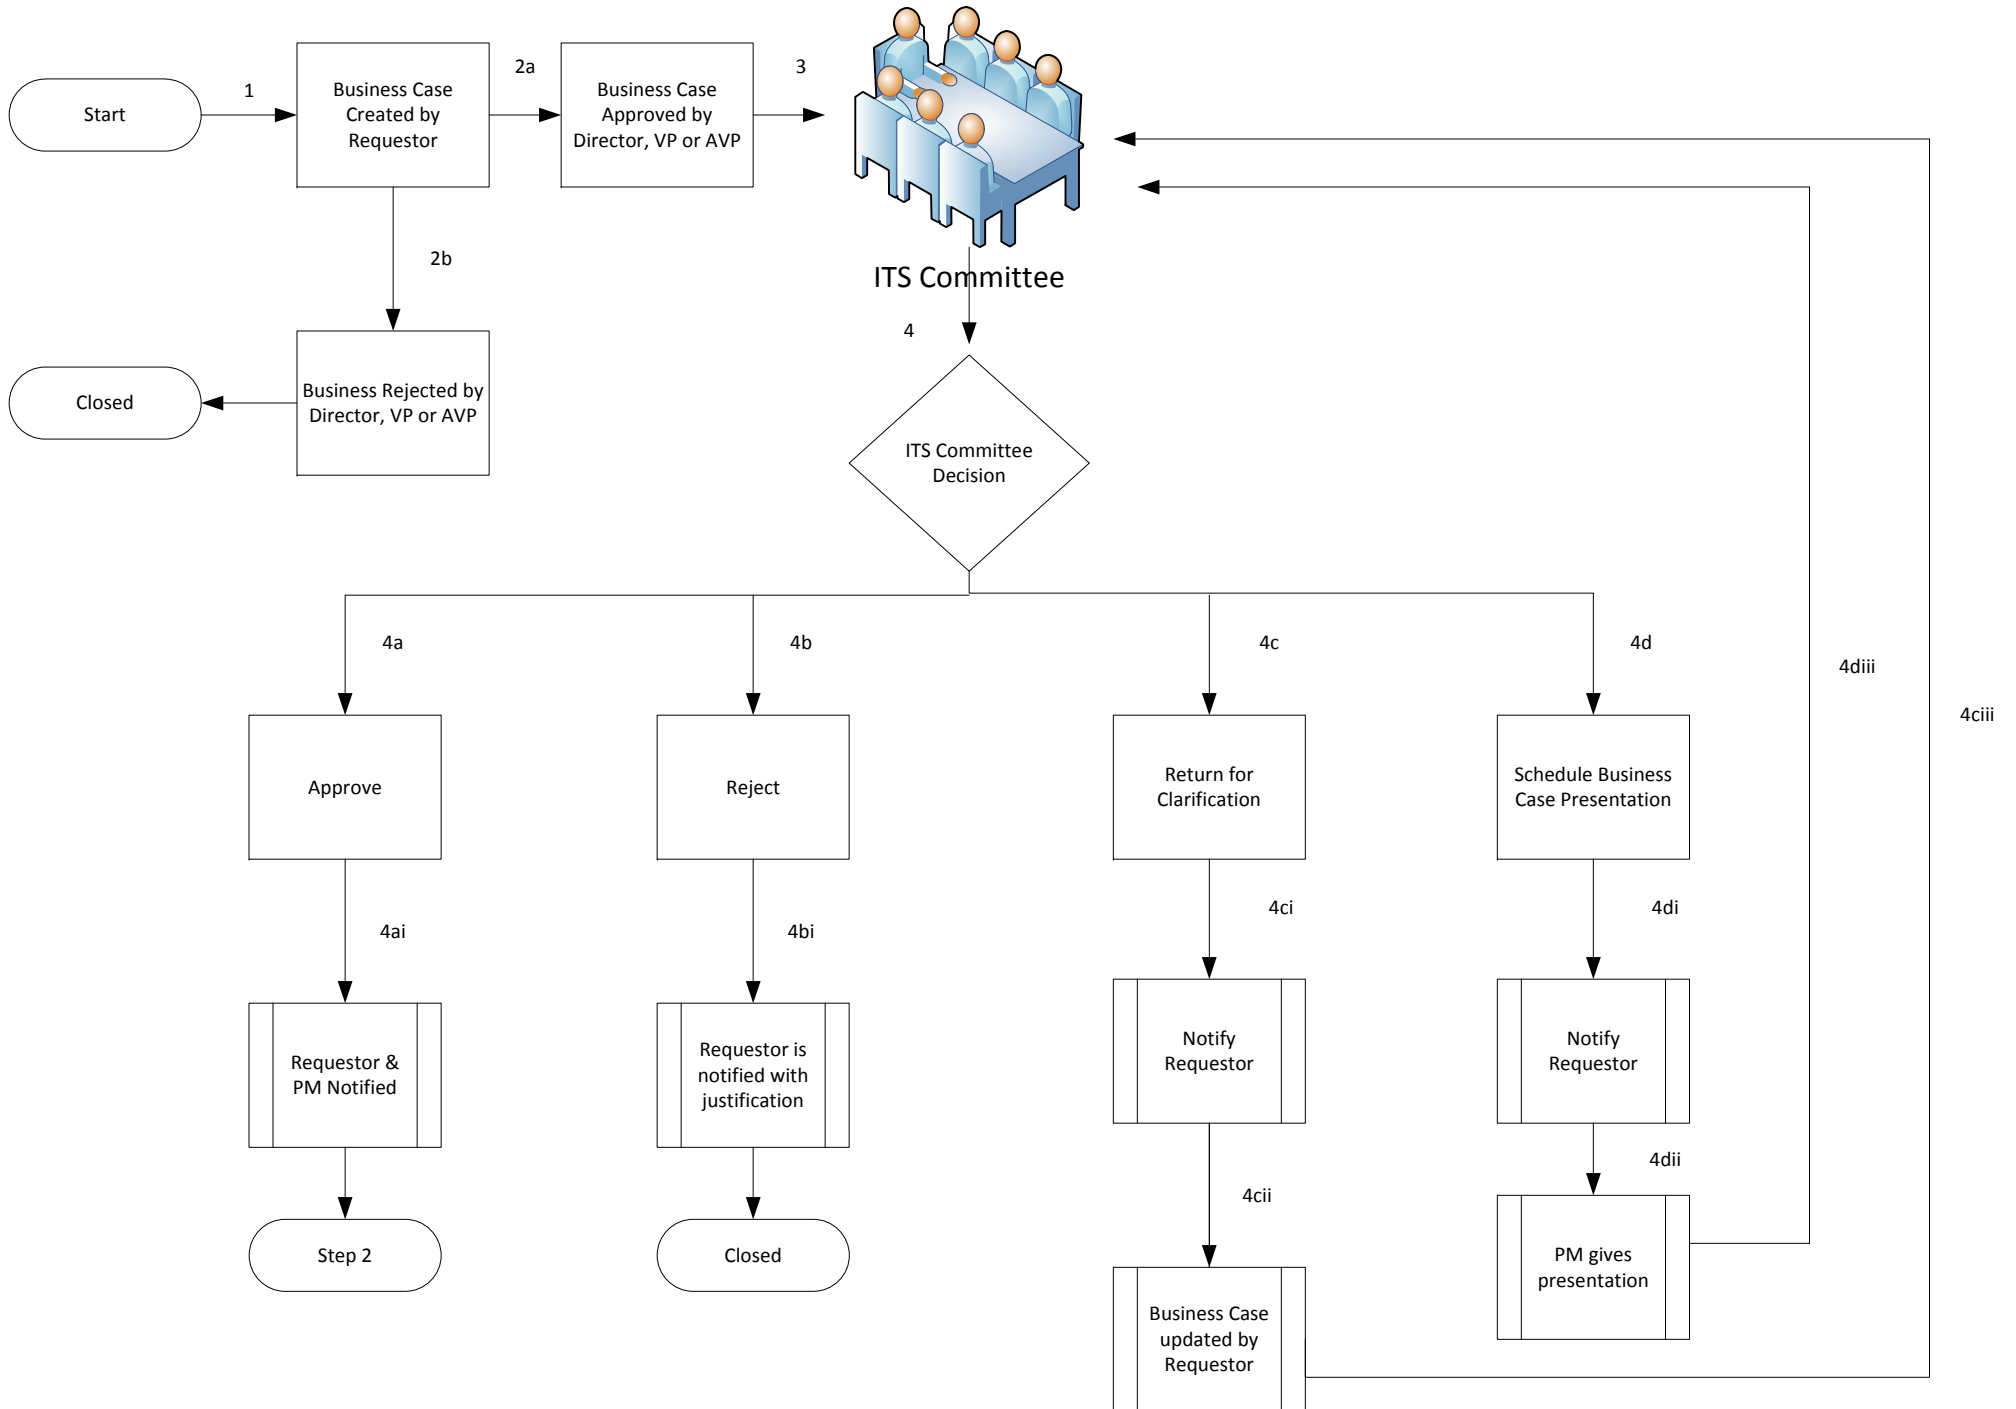 Start
1
Business Case
Created by
Requestor
2a
Business Case
Approved by
Director, VP or AVP
3
ITS Committee
2b
4
Closed
Business Rejected by
Director, VP or AVP
ITS Committee
Decision
4a
4b
4c
4d
4diii
4ciii
Approve
Reject
Return for
Clarification
Schedule Business
Case Presentation
4ai
4bi
4ci
4di
Requestor &
PM Notified
Requestor is
notified with
justification
Notify
Requestor
Notify
Requestor
4cii
4dii
Step 2
Closed
Business Case
updated by
Requestor
PM gives
presentation